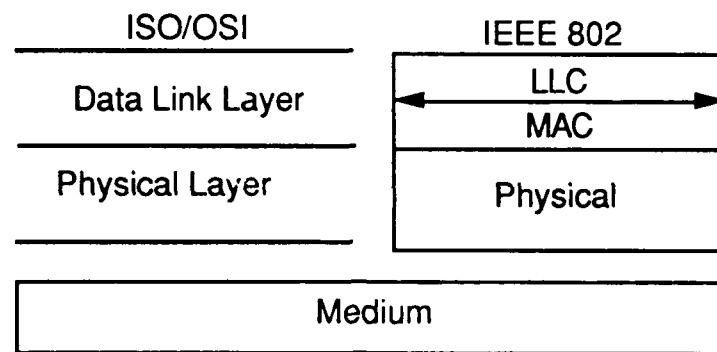 ISO/OSI
IEEE 802
Data Link Layer
LLC
MAC
Physical Layer
Physical
Medium